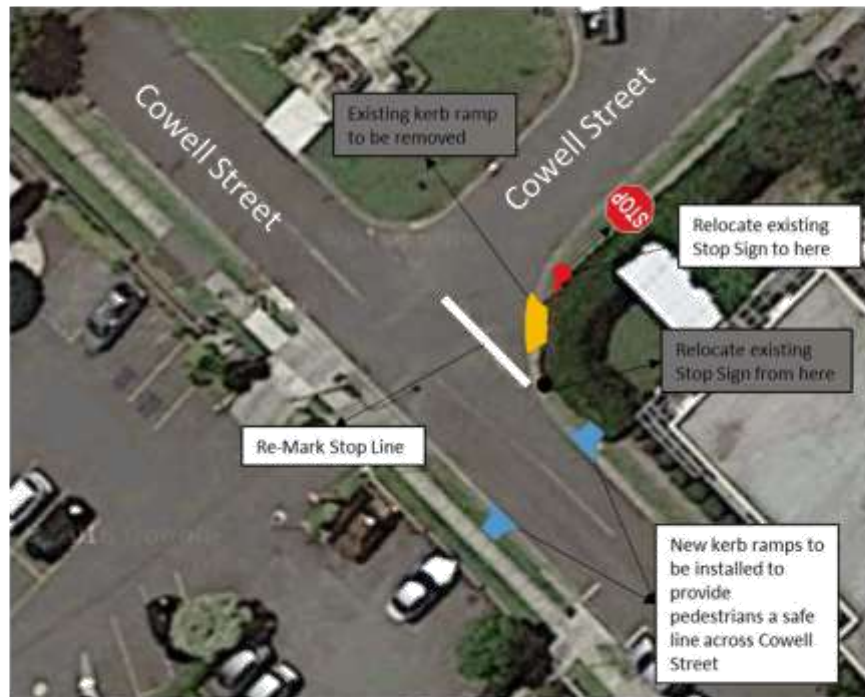 Cowell Street
Existing kerb ramp
to be removed
Cowell Street
STOP
Relocate existing
Stop Sign to here
Relocate existing
Stop Sign from here
Re-Mark Stop Line
New kerb ramps to
be installed to
provide
pedestrians a safe
line across Cowell
Street